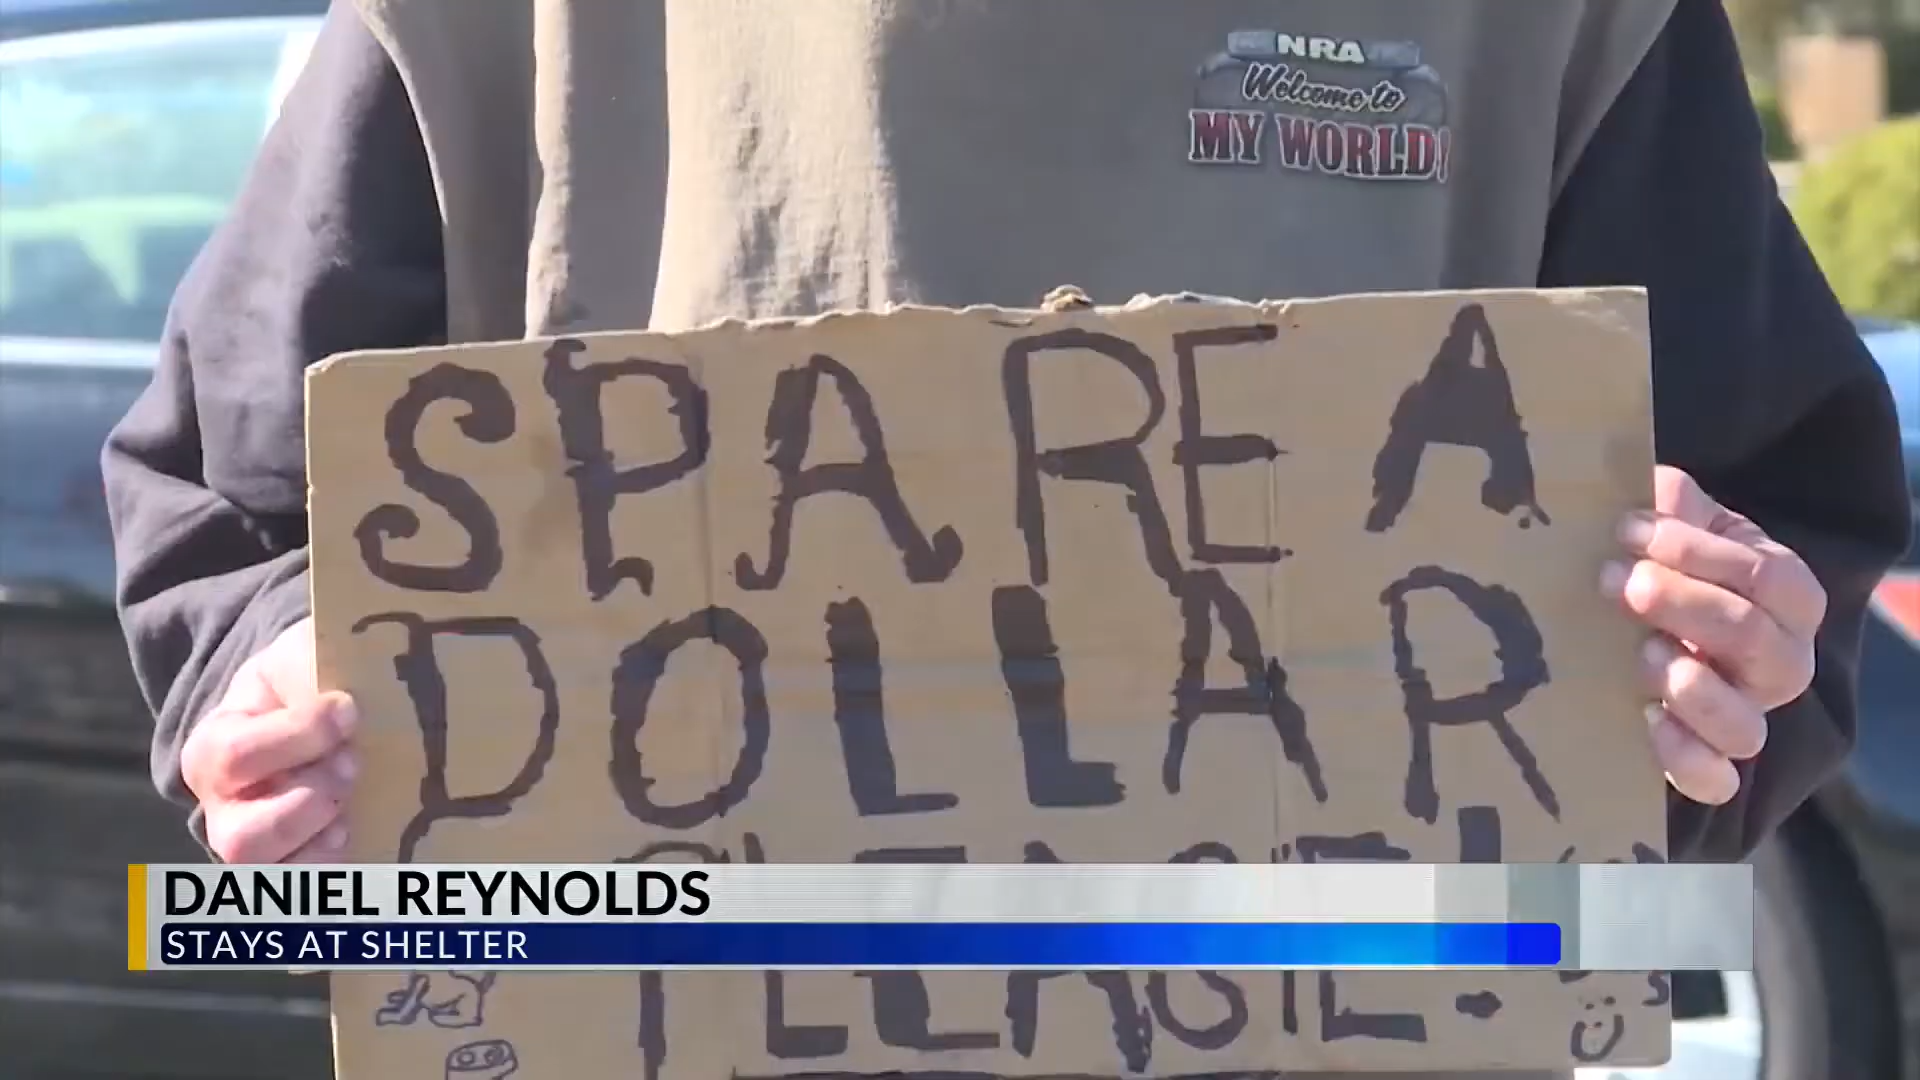 NRA
Welcome to
MY WORLD!
SPARE A
DOLLAR
PLEASE!
DANIEL REYNOLDS
STAYS AT SHELTER